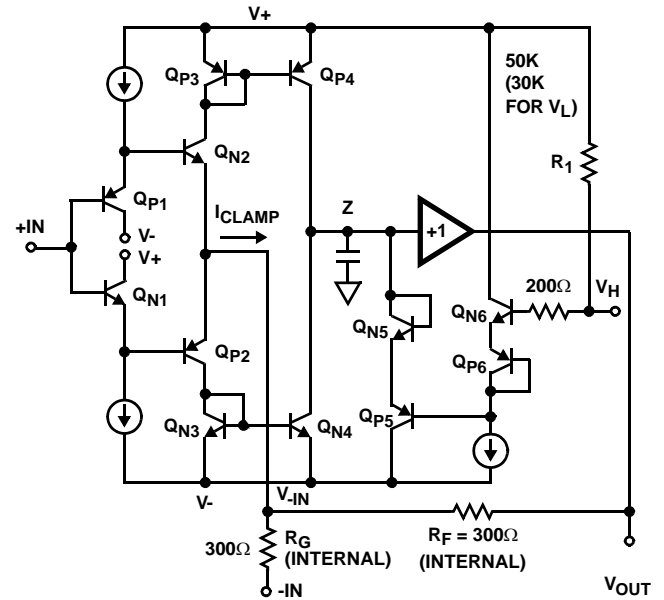 V+
50K
(30K
FOR VL)
QP3
QP4
R1
QN2
QP1
ICLAMP
Z
+1
+IN
V-
V+
200Ω
VH
QN1
QN5
QN6
QP2
QP6
QP5
QN3
QN4
V-
V-IN
300Ω
RG
(INTERNAL)
RF = 300Ω
(INTERNAL)
-IN
VOUT